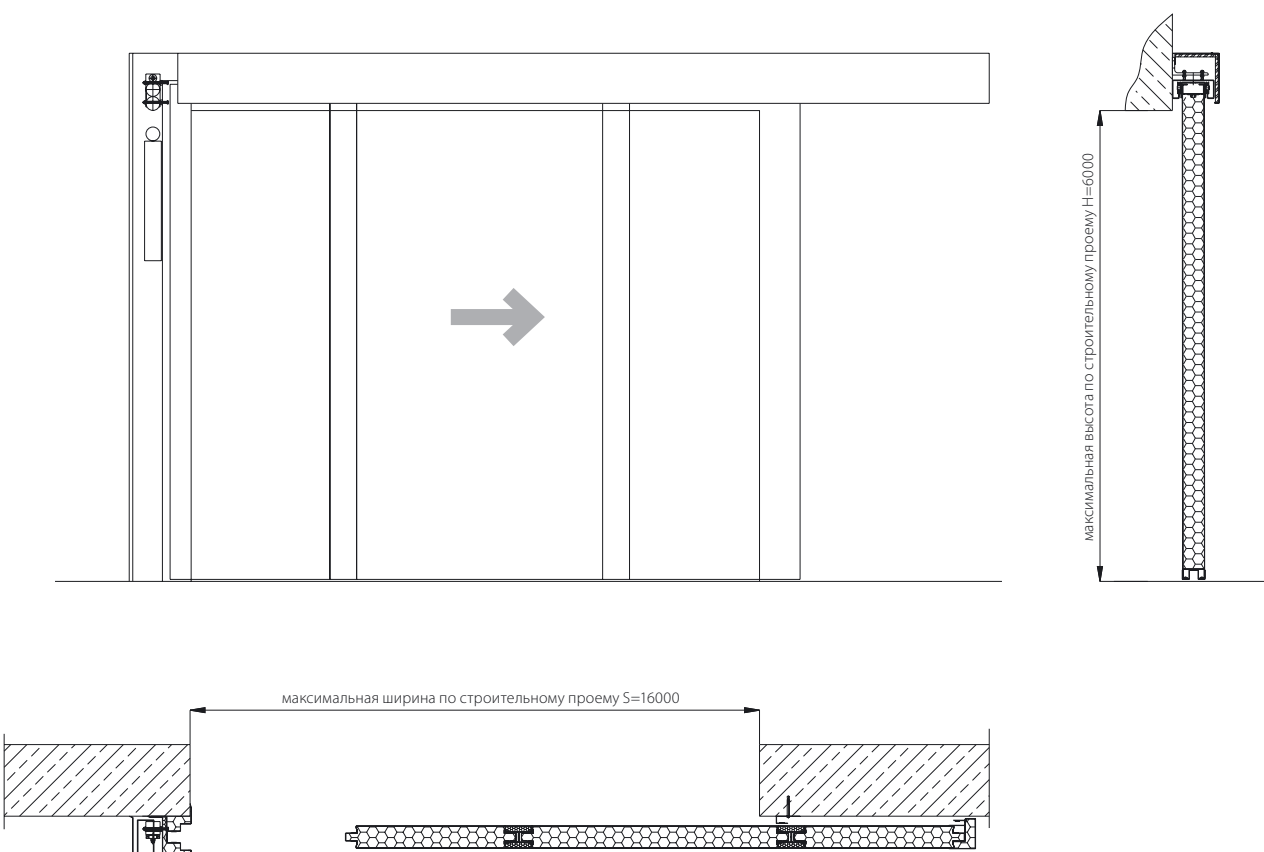 максимальная высота по строительному проему H=6000
максимальная ширина по строительному проему S=16000